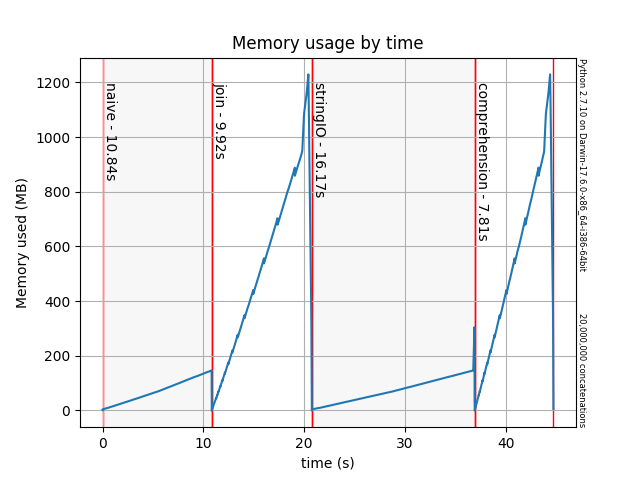 Memory usage by time
Memory used (MB)
1200
1000
800
600
400
200
0
naive - 10.84s
join - 9.92s
stringIO - 16.17s
comprehension - 7.81s
Python 2.7.10 on Darwin-17.6.0-x86_64-i386-64bit
20,000,000 concatenations
0
10
20
30
40
time (s)